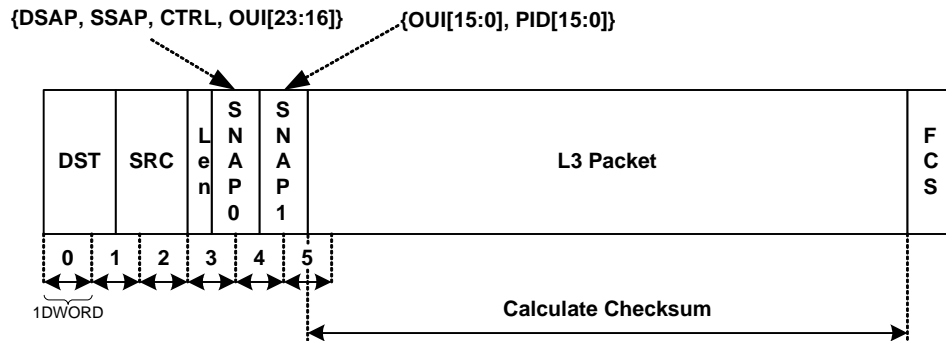 {DSAP, SSAP, CTRL, OUI[23:16]}
{OUI[15:0], PID[15:0]}
DST
SRC
Len
SNAP0
SNAP1
L3 Packet
FCS
0
1
2
3
4
5
1DWORD
Calculate Checksum